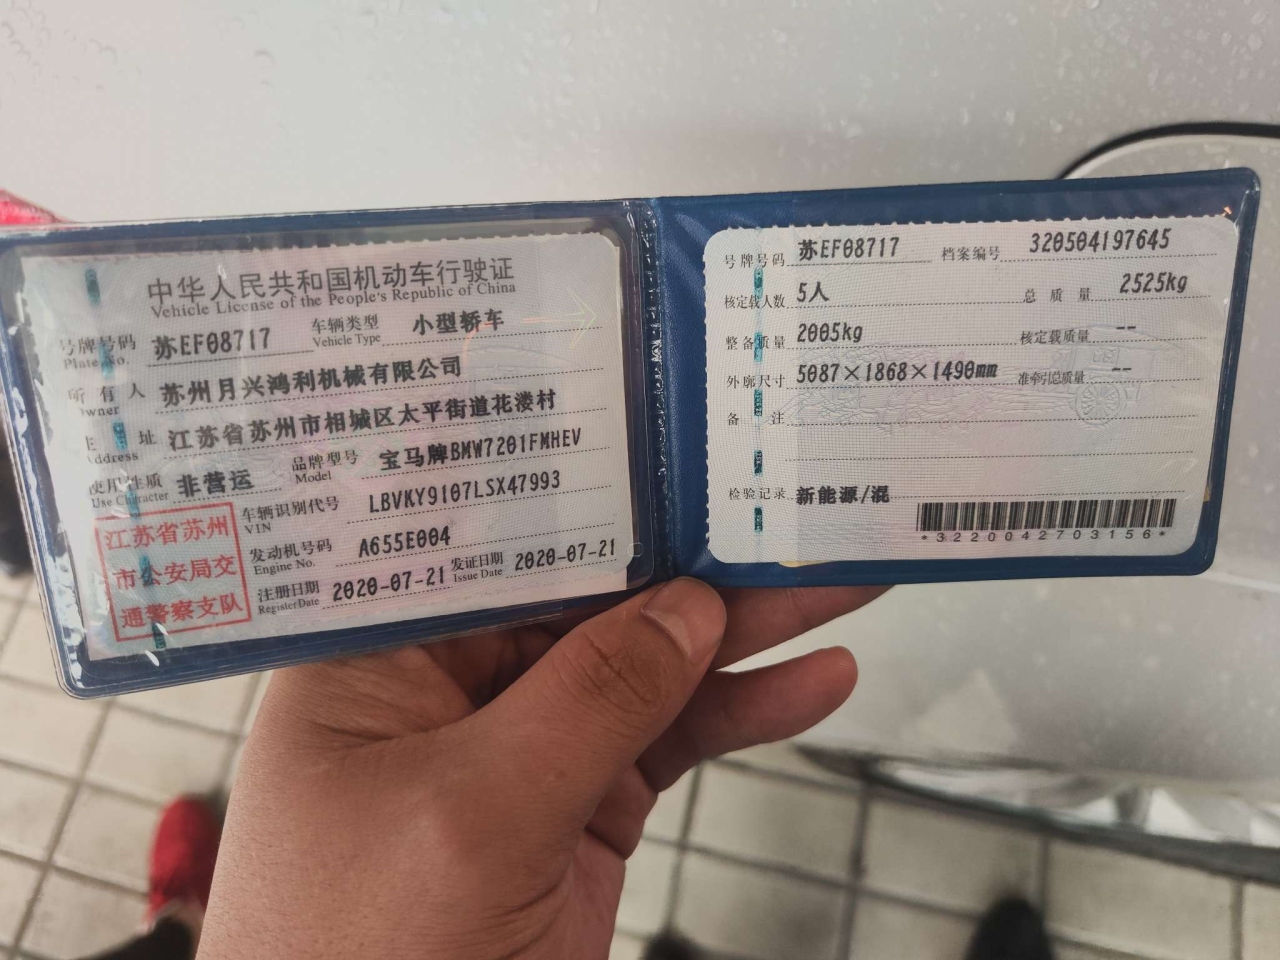 中华人民共和国机动车行驶证
Vehicle License of the People's Republic of China
号牌号码 苏EF08717 车辆类型 小型轿车
Plate No. Vehicle Type
所有人 苏州月兴鸿利机械有限公司
Owner
住址 江苏省苏州市相城区太平街道花溇村
Address
使用性质 非营运 品牌型号 宝马牌BMW7201FMHEV
Use Character Model
车辆识别代号 LBVKY9107LSX47993
VIN
发动机号码 A655E004
Engine No.
注册日期 2020-07-21 发证日期 2020-07-21
Register Date Issue Date
江苏省苏州
市公安局交
通警察支队
号牌号码 苏EF08717 档案编号 320504197645
核定载人数 5人 总质量 2525kg
整备质量 2005kg 核定载质量 --
外廓尺寸 5087×1868×1490mm 准牵引总质量 --
备注
检验记录 新能源/混
*3220042703156*